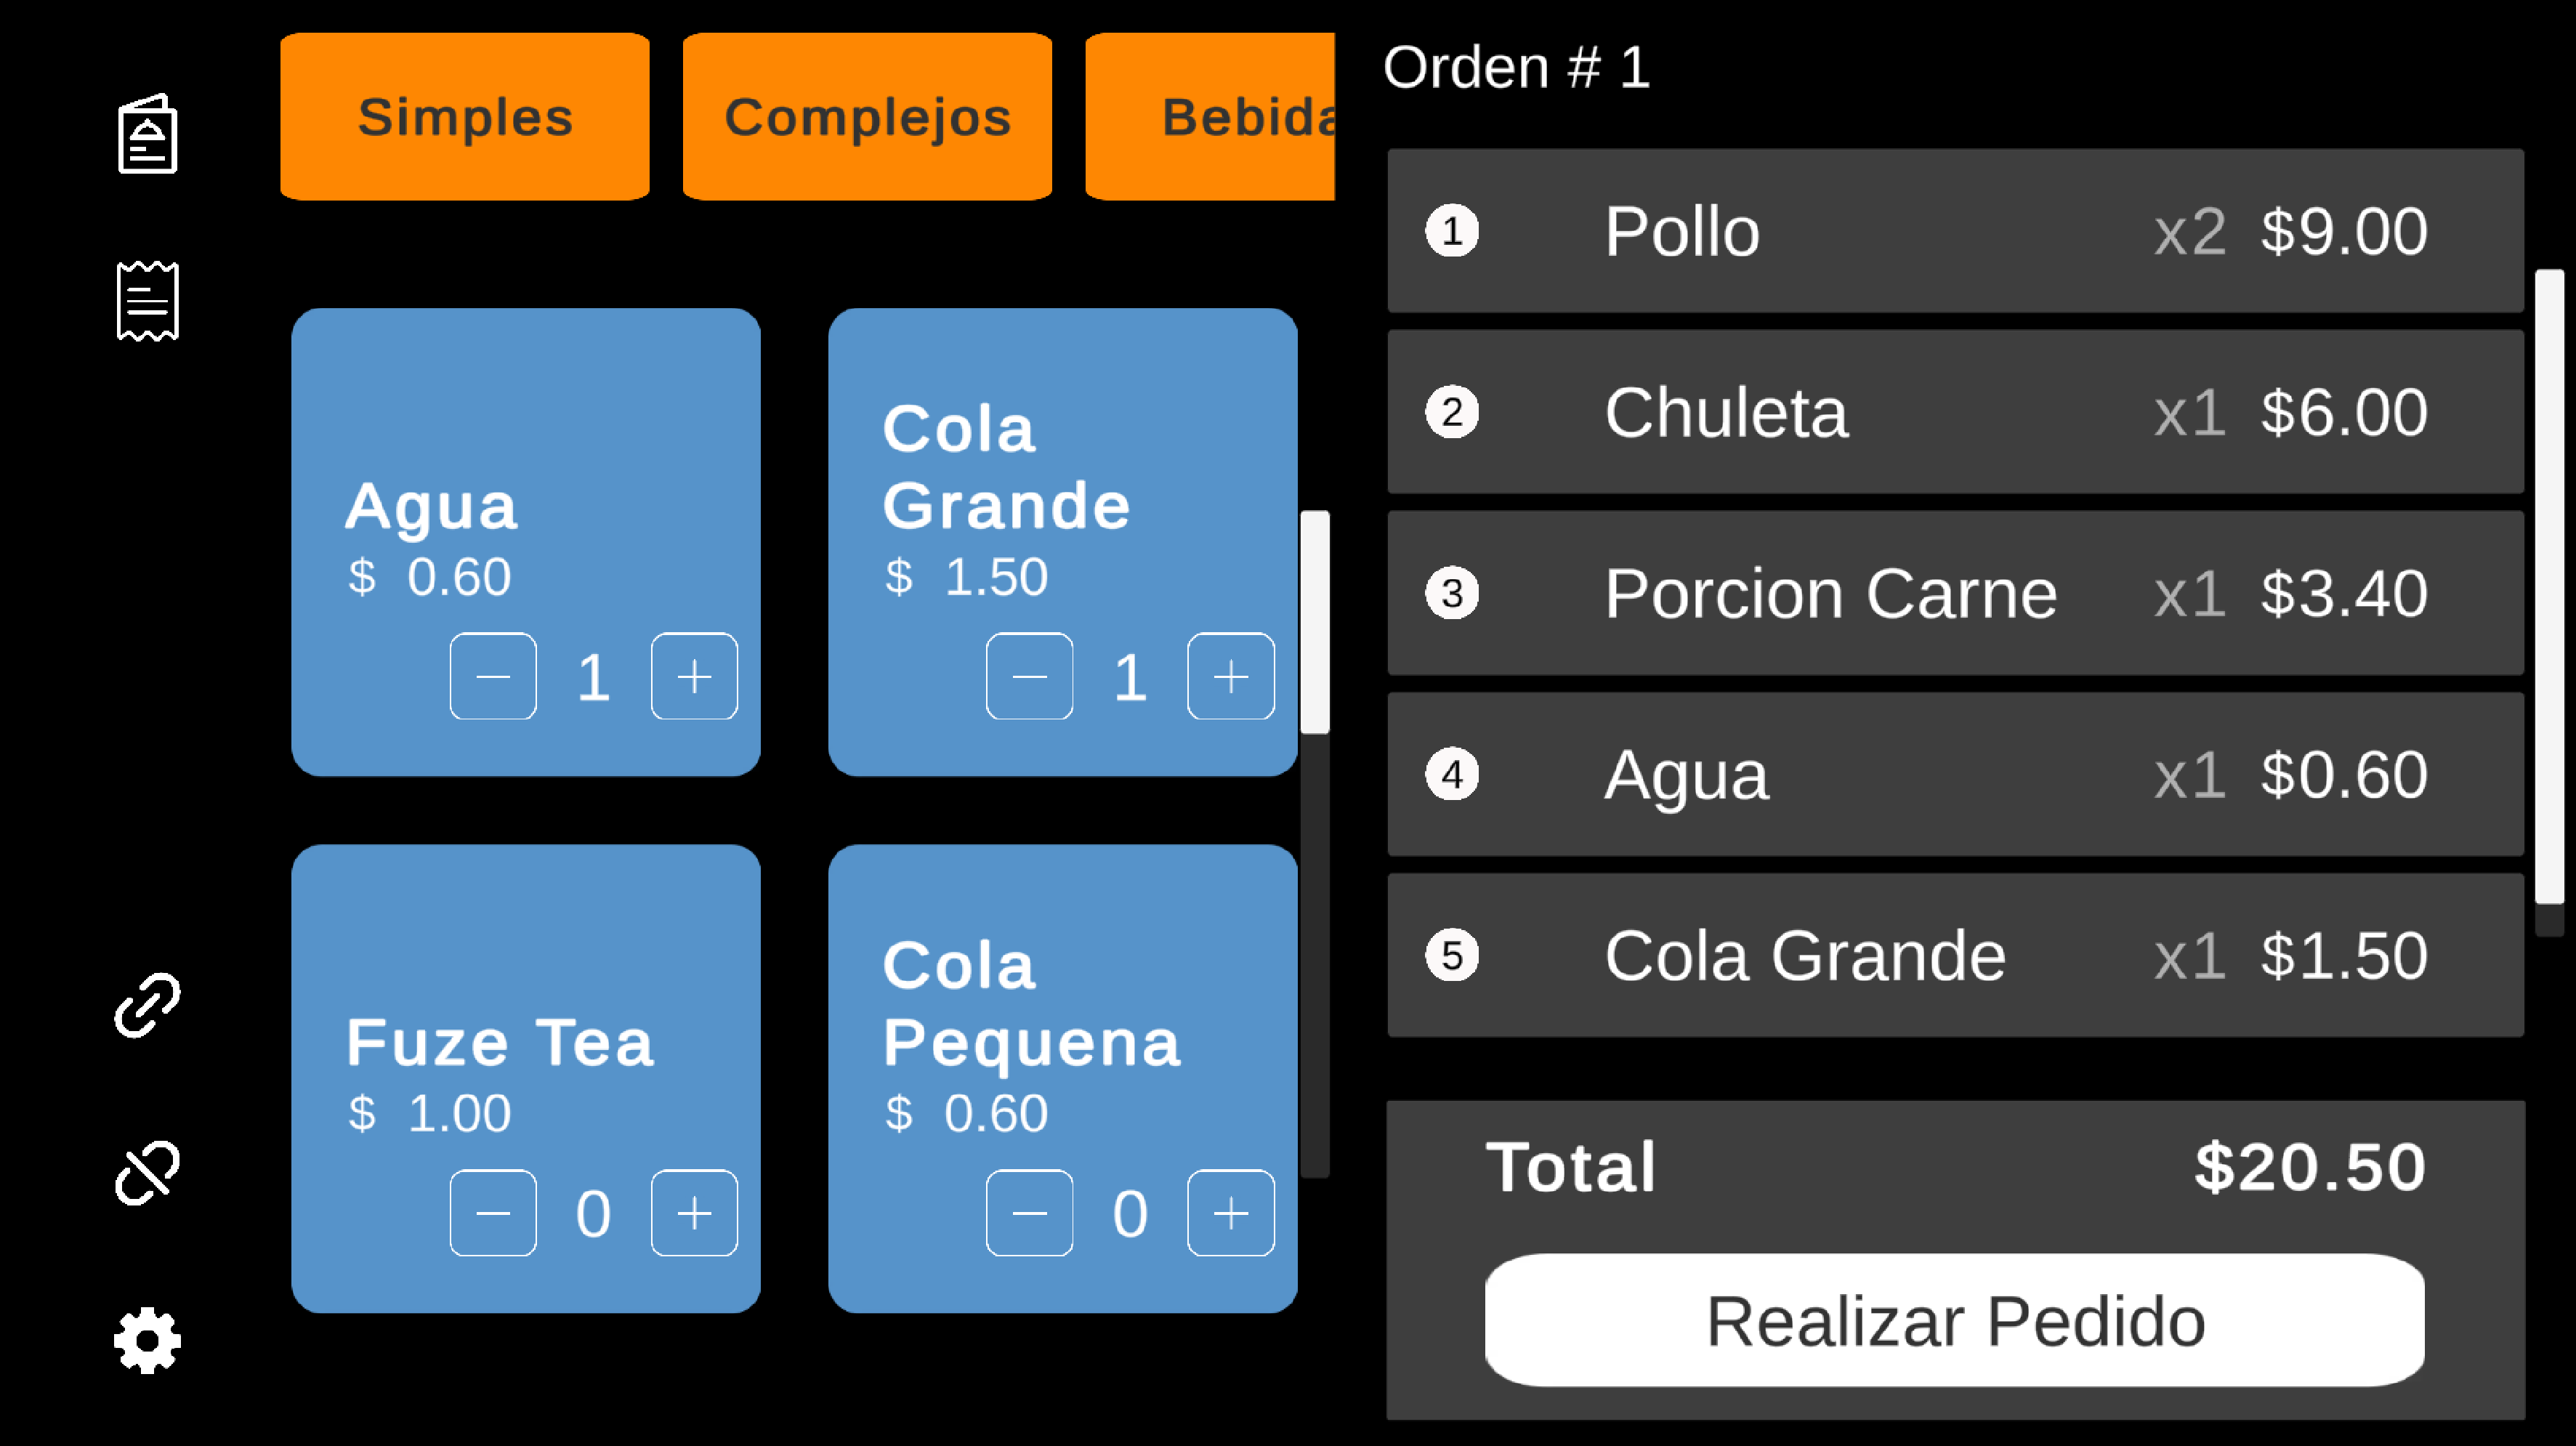 Simples
Complejos
Bebida
Agua
$ 0.60
1
Cola
Grande
$ 1.50
1
Fuze Tea
$ 1.00
0
Cola
Pequena
$ 0.60
0
Orden # 1
1 Pollo x2 $9.00
2 Chuleta x1 $6.00
3 Porcion Carne x1 $3.40
4 Agua x1 $0.60
5 Cola Grande x1 $1.50
Total $20.50
Realizar Pedido